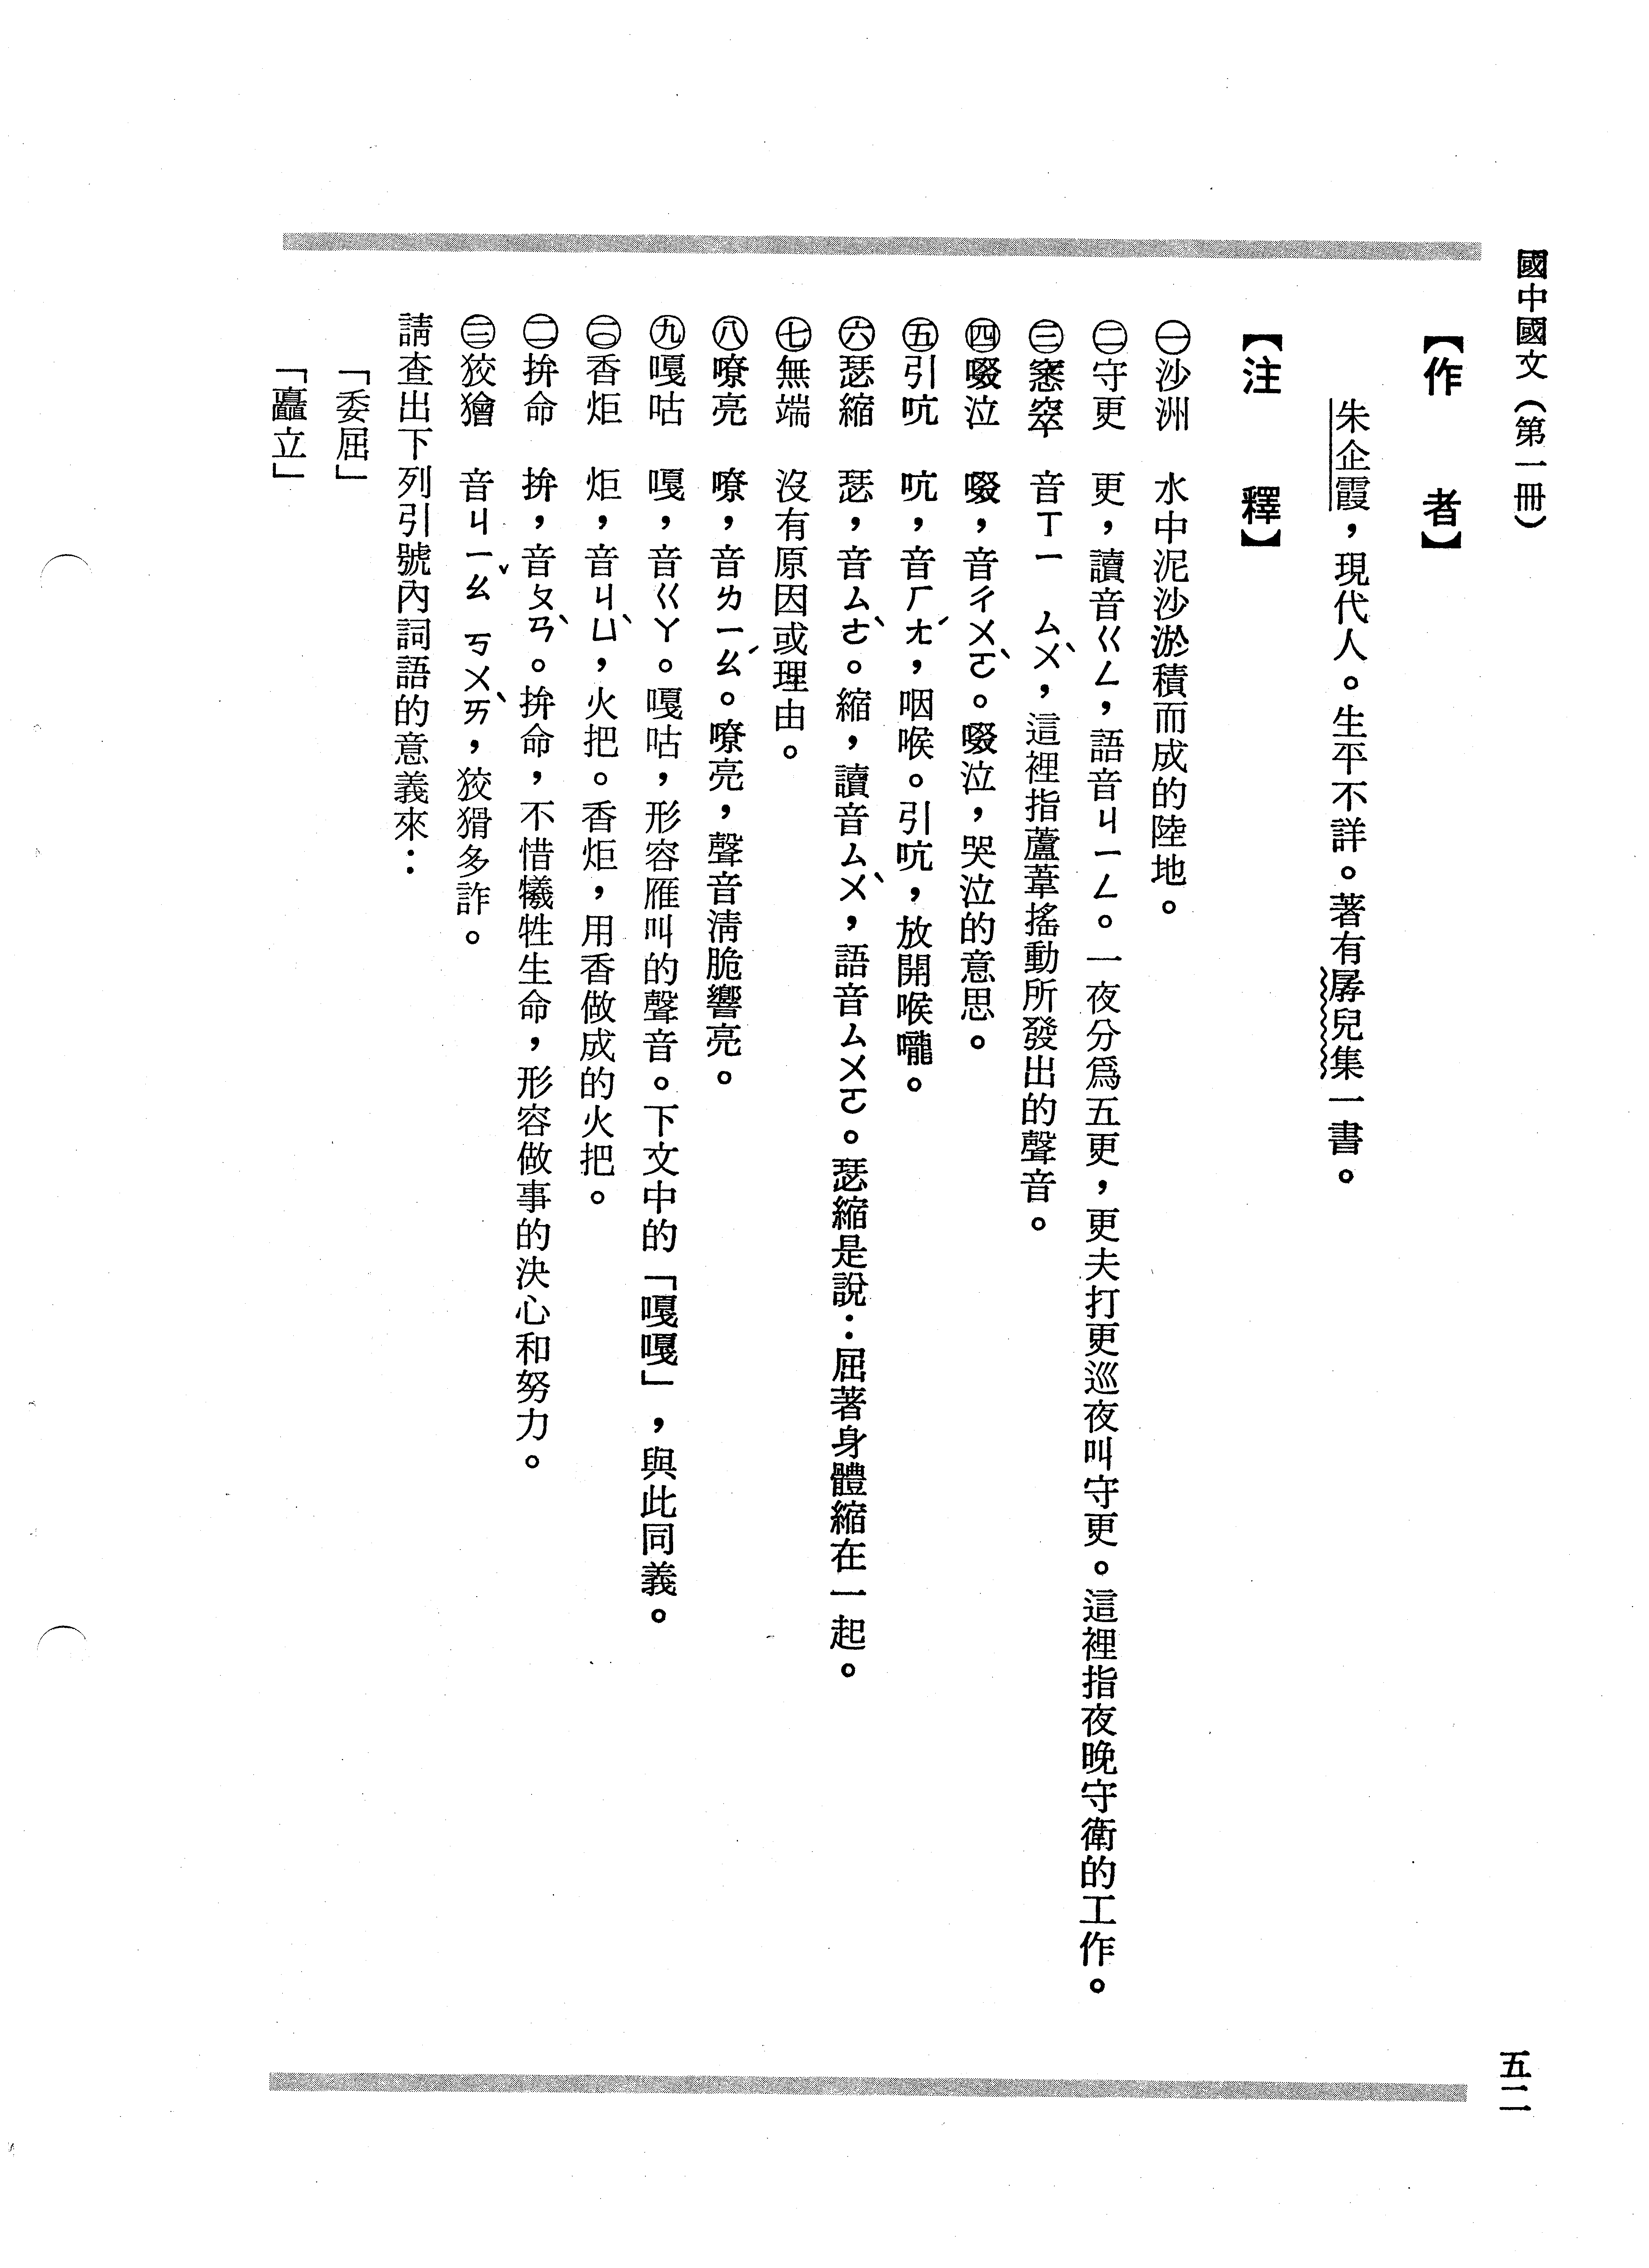 國中國文（第一冊）
五二
【作　者】
朱企霞，現代人。生平不詳。著有孱兒集一書。
【注　釋】
㊀沙洲　水中泥沙淤積而成的陸地。
㊁守更　更，讀音ㄍㄥ，語音ㄐㄧㄥ。一夜分爲五更，更夫打更巡夜叫守更。這裡指夜晚守衛的工作。
㊂窸窣　音ㄒㄧ　ㄙㄨˋ，這裡指蘆葦搖動所發出的聲音。
㊃啜泣　啜，音ㄔㄨㄛˋ。啜泣，哭泣的意思。
㊄引吭　吭，音ㄏㄤˊ，咽喉。引吭，放開喉嚨。
㊅瑟縮　瑟，音ㄙㄜˋ。縮，讀音ㄙㄨˋ，語音ㄙㄨㄛ。瑟縮是說：屈著身體縮在一起。
㊆無端　沒有原因或理由。
㊇嘹亮　嘹，音ㄌㄧㄠˊ。嘹亮，聲音清脆響亮。
㊈嘎咕　嘎，音ㄍㄚ。嘎咕，形容雁叫的聲音。下文中的「嘎嘎」，與此同義。
㊀〇香炬　炬，音ㄐㄩˋ，火把。香炬，用香做成的火把。
㊀一拚命　拚，音ㄆㄢˋ。拚命，不惜犧牲生命，形容做事的決心和努力。
㊀二狡獪　音ㄐㄧㄠˇ　ㄎㄨㄞˋ，狡猾多詐。
請查出下列引號內詞語的意義來：
「委屈」
「矗立」